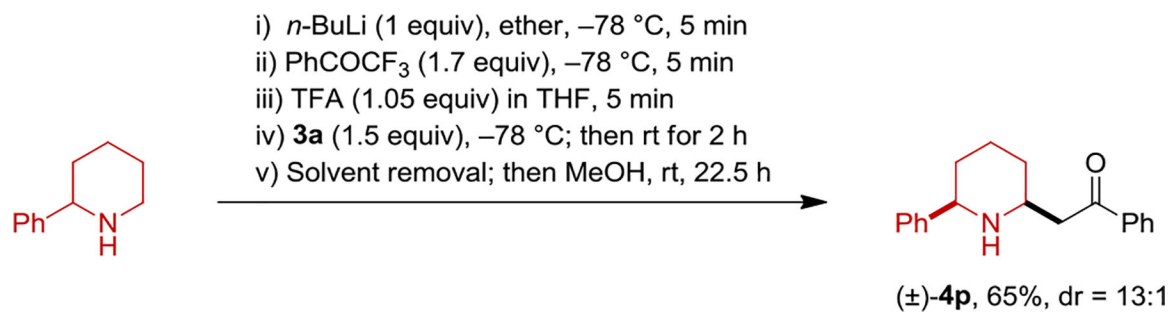 i) n-BuLi (1 equiv), ether, –78 °C, 5 min
ii) PhCOCF₃ (1.7 equiv), –78 °C, 5 min
iii) TFA (1.05 equiv) in THF, 5 min
iv) 3a (1.5 equiv), –78 °C; then rt for 2 h
v) Solvent removal; then MeOH, rt, 22.5 h
Ph
N
H
Ph
N
H
O
Ph
(±)-4p, 65%, dr = 13:1